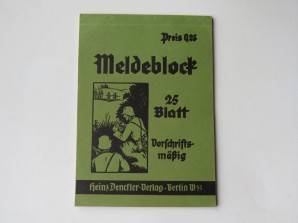 Preis 0,25
Meldeblock
25
Blatt
Vorschrifts-
mäßig
Heinz Denckler-Verlag · Berlin W 35